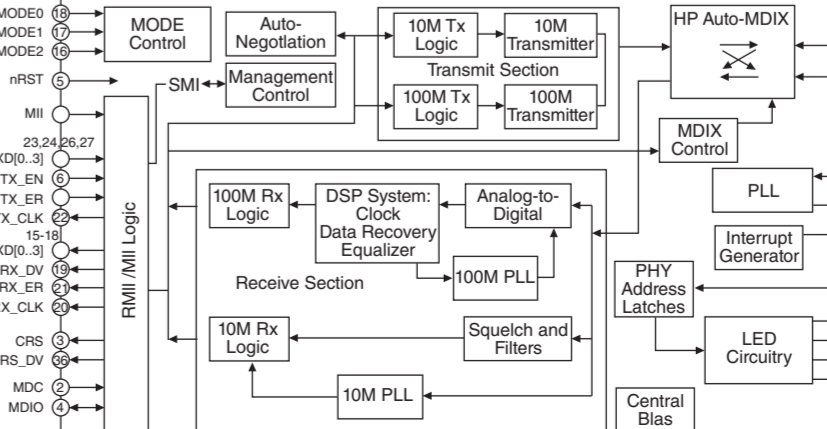 MODE0 18
MODE1 17
MODE2 16
nRST 5
MII
23,24,26,27
XD[0..3]
TX_EN 6
TX_ER
TX_CLK 22
15-18
XD[0..3]
RX_DV 19
RX_ER 21
RX_CLK 20
CRS 3
RS_DV 36
MDC 2
MDIO 4
MODE
Control
RMII /MII Logic
SMI
Auto-
Negotlation
Management
Control
10M Tx
Logic
10M
Transmitter
Transmit Section
100M Tx
Logic
100M
Transmitter
HP Auto-MDIX
MDIX
Control
PLL
Interrupt
Generator
PHY
Address
Latches
LED
Circuitry
Central
Blas
100M Rx
Logic
DSP System:
Clock
Data Recovery
Equalizer
Analog-to-
Digital
100M PLL
Receive Section
10M Rx
Logic
Squelch and
Filters
10M PLL